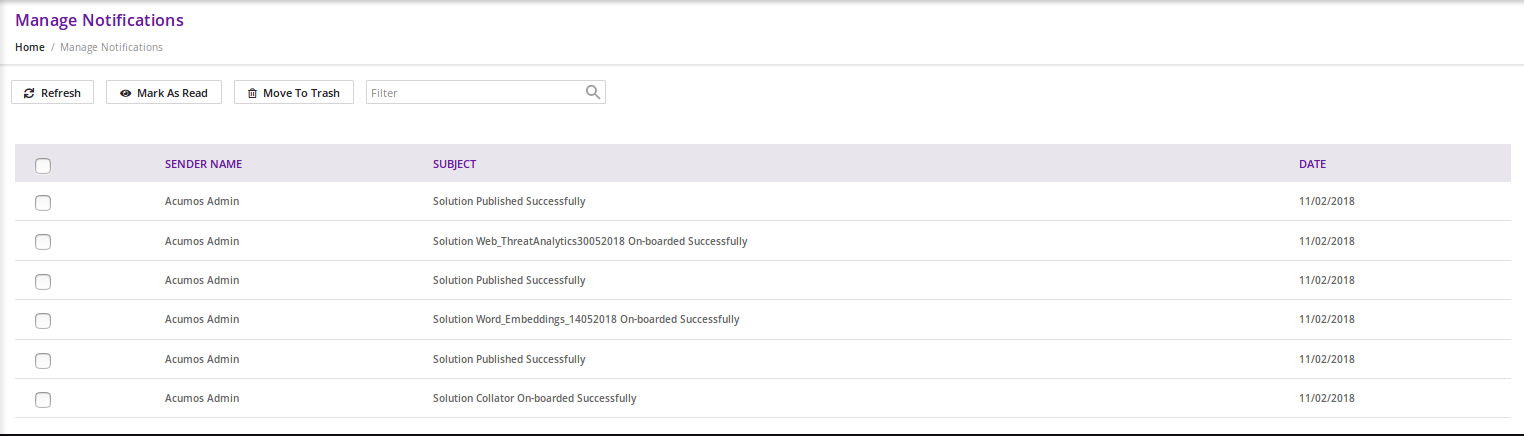 Manage Notifications
Home / Manage Notifications
Refresh Mark As Read Move To Trash Filter
SENDER NAME SUBJECT DATE
Acumos Admin Solution Published Successfully 11/02/2018
Acumos Admin Solution Web_ThreatAnalytics30052018 On-boarded Successfully 11/02/2018
Acumos Admin Solution Published Successfully 11/02/2018
Acumos Admin Solution Word_Embeddings_14052018 On-boarded Successfully 11/02/2018
Acumos Admin Solution Published Successfully 11/02/2018
Acumos Admin Solution Collator On-boarded Successfully 11/02/2018